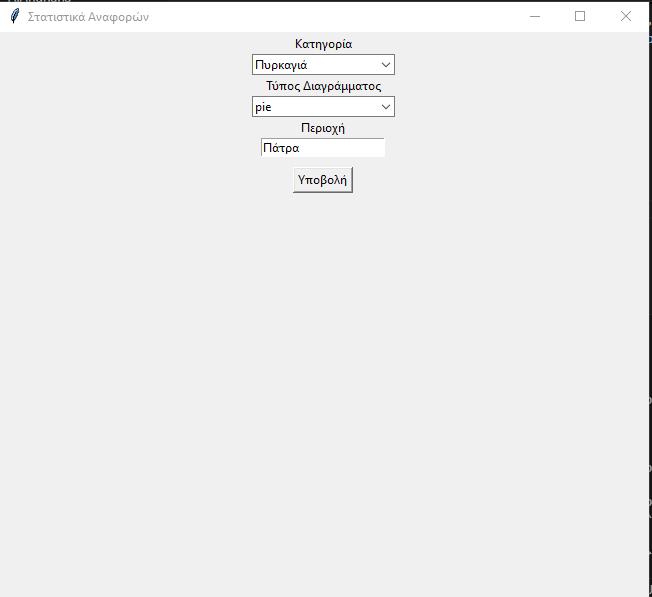 Στατιστικά Αναφορών
Κατηγορία
Πυρκαγιά
Τύπος Διαγράμματος
pie
Περιοχή
Πάτρα
Υποβολή